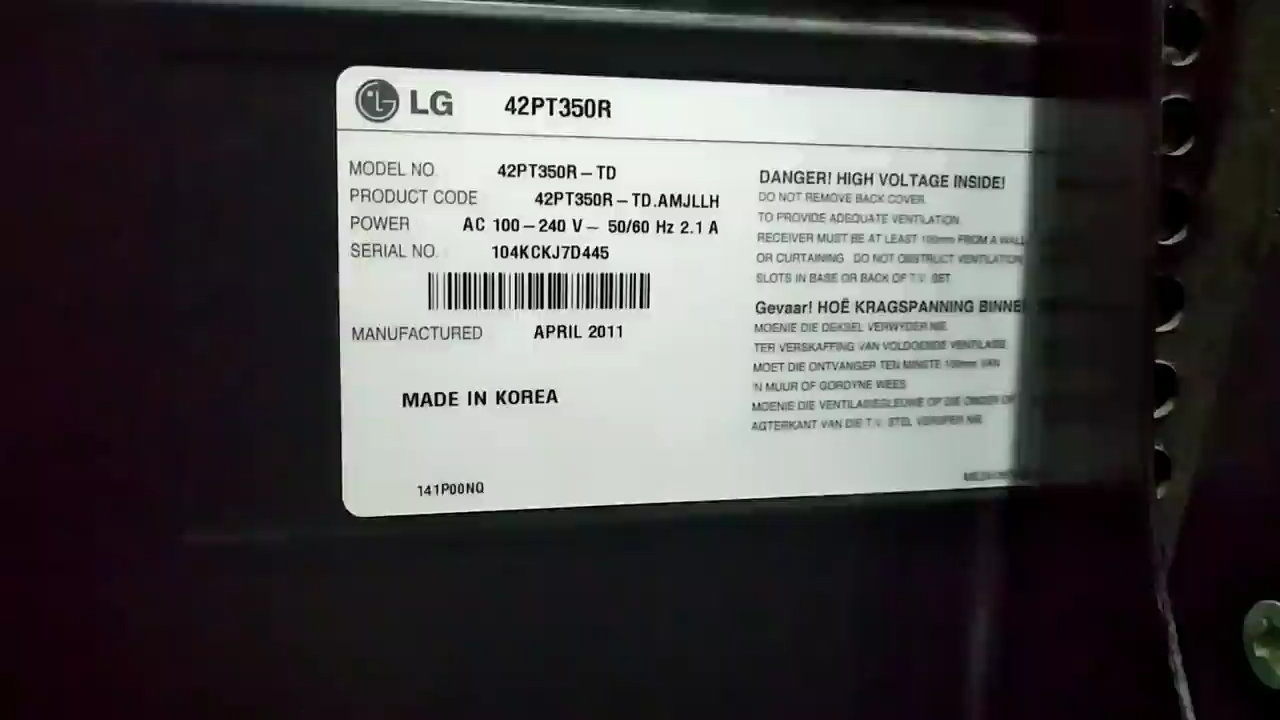 LG 42PT350R
MODEL NO. 42PT350R-TD
PRODUCT CODE 42PT350R-TD.AMJLLH
POWER AC 100-240 V~ 50/60 Hz 2.1 A
SERIAL NO. 104KCKJ7D445
MANUFACTURED APRIL 2011
MADE IN KOREA
141P00NQ
DANGER! HIGH VOLTAGE INSIDE!
DO NOT REMOVE BACK COVER.
TO PROVIDE ADEQUATE VENTILATION.
RECEIVER MUST BE AT LEAST 100mm FROM A WALL
OR CURTAINING. DO NOT OBSTRUCT VENTILATION
SLOTS IN BASE OR BACK OF T.V. SET.
Gevaar! HOË KRAGSPANNING BINNE
MOENIE DIE DEKSEL VERWYDER NIE.
TER VERSKAFFING VAN VOLDOENDE VENTILASIE
MOET DIE ONTVANGER TEN MINSTE 100mm VAN
'N MUUR OF GORDYNE WEES.
MOENIE DIE VENTILASIEGLEUWE OP DIE ONDER OF
AGTERKANT VAN DIE T.V. STEL VERSPER NIE